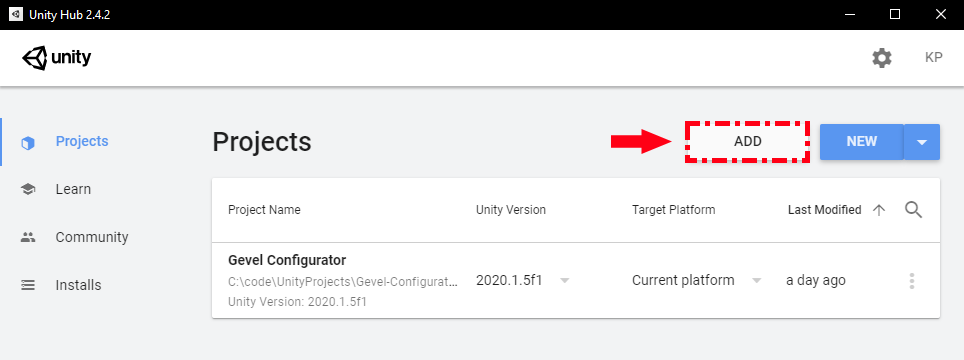 Unity Hub 2.4.2
unity
KP
Projects
Learn
Community
Installs
Projects
ADD
NEW
Project Name Unity Version Target Platform Last Modified
Gevel Configurator
C:\code\UnityProjects\Gevel-Configurat...
Unity Version: 2020.1.5f1
2020.1.5f1 Current platform a day ago